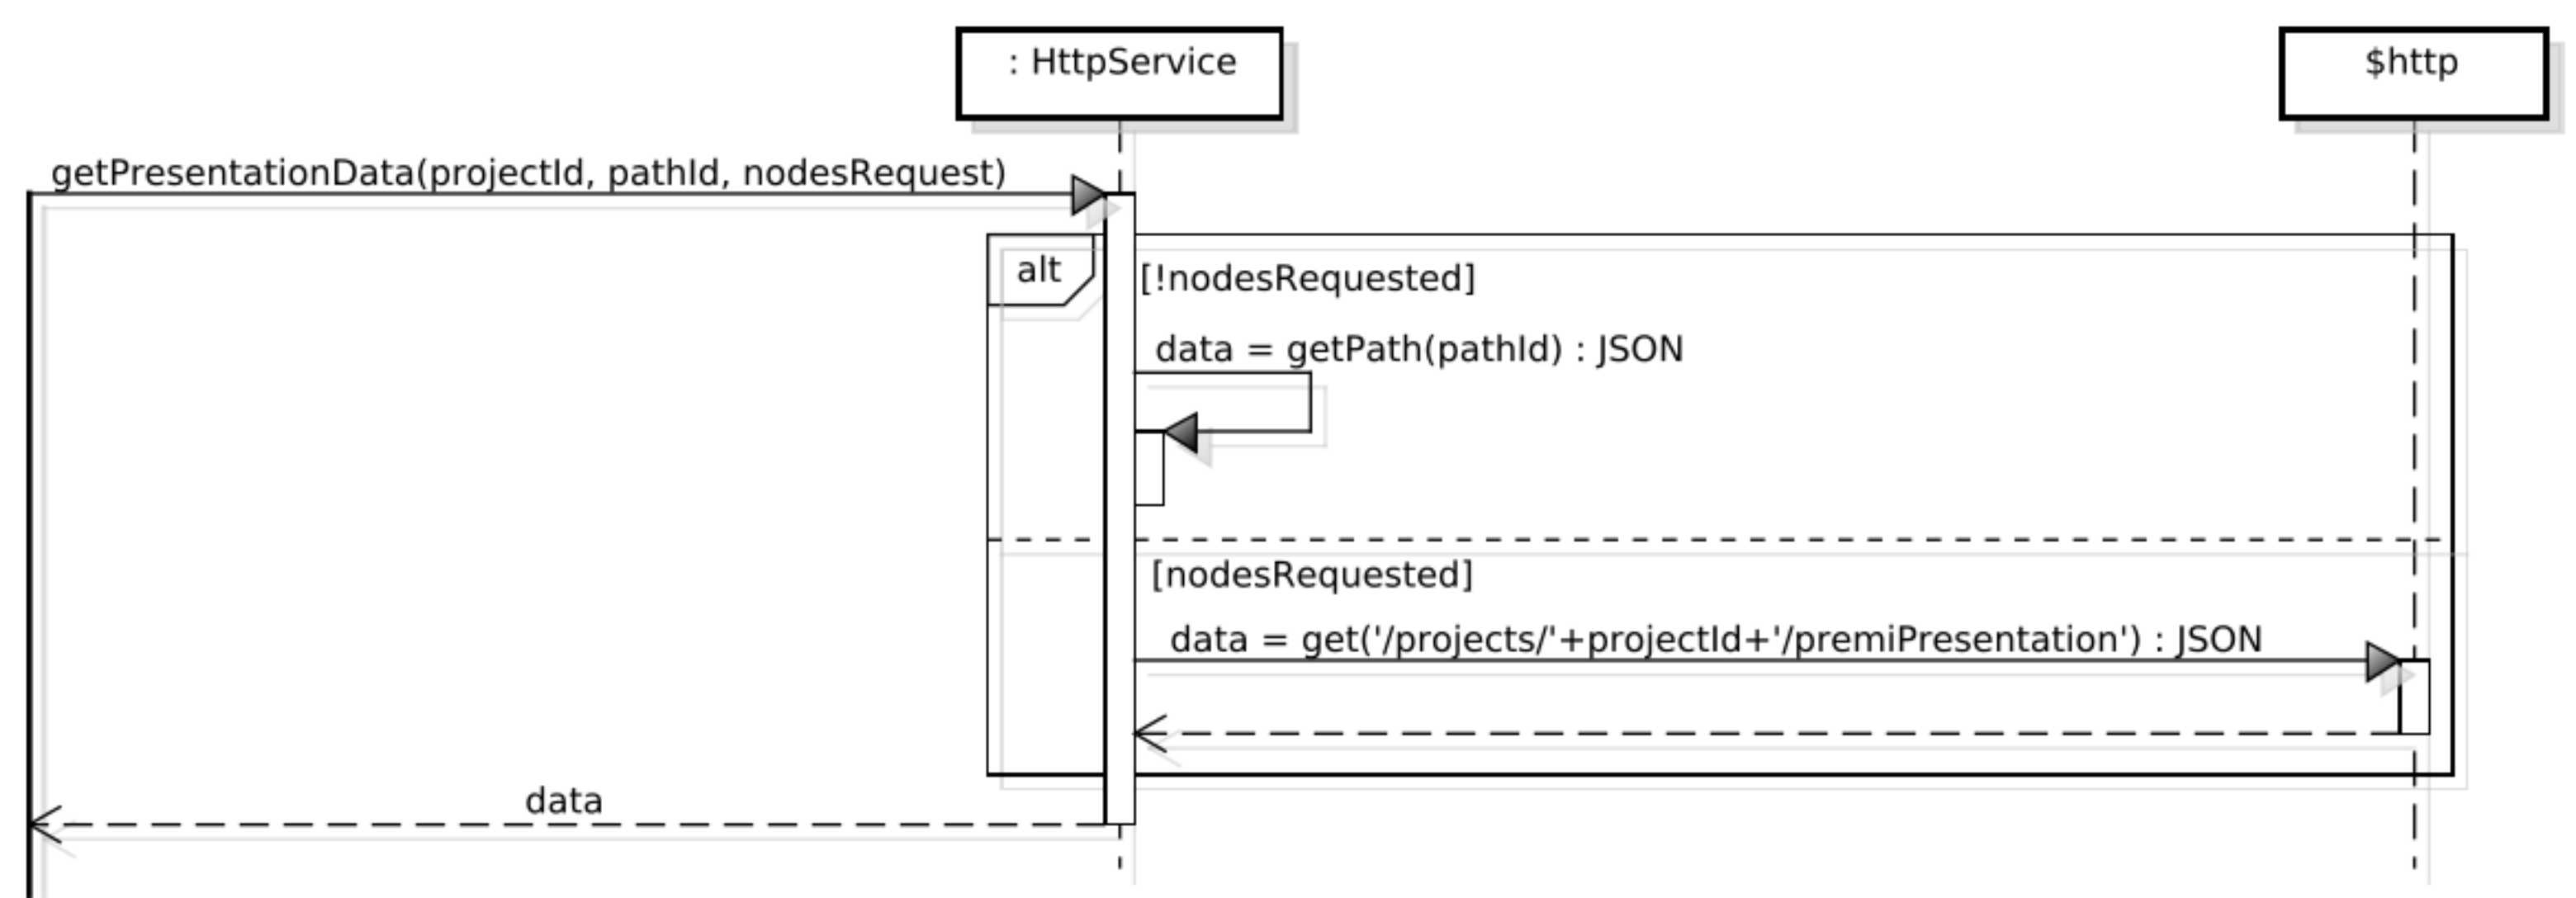 : HttpService
$http
getPresentationData(projectId, pathId, nodesRequest)
alt
[!nodesRequested]
data = getPath(pathId) : JSON
[nodesRequested]
data = get('/projects/'+projectId+'/premiPresentation') : JSON
data